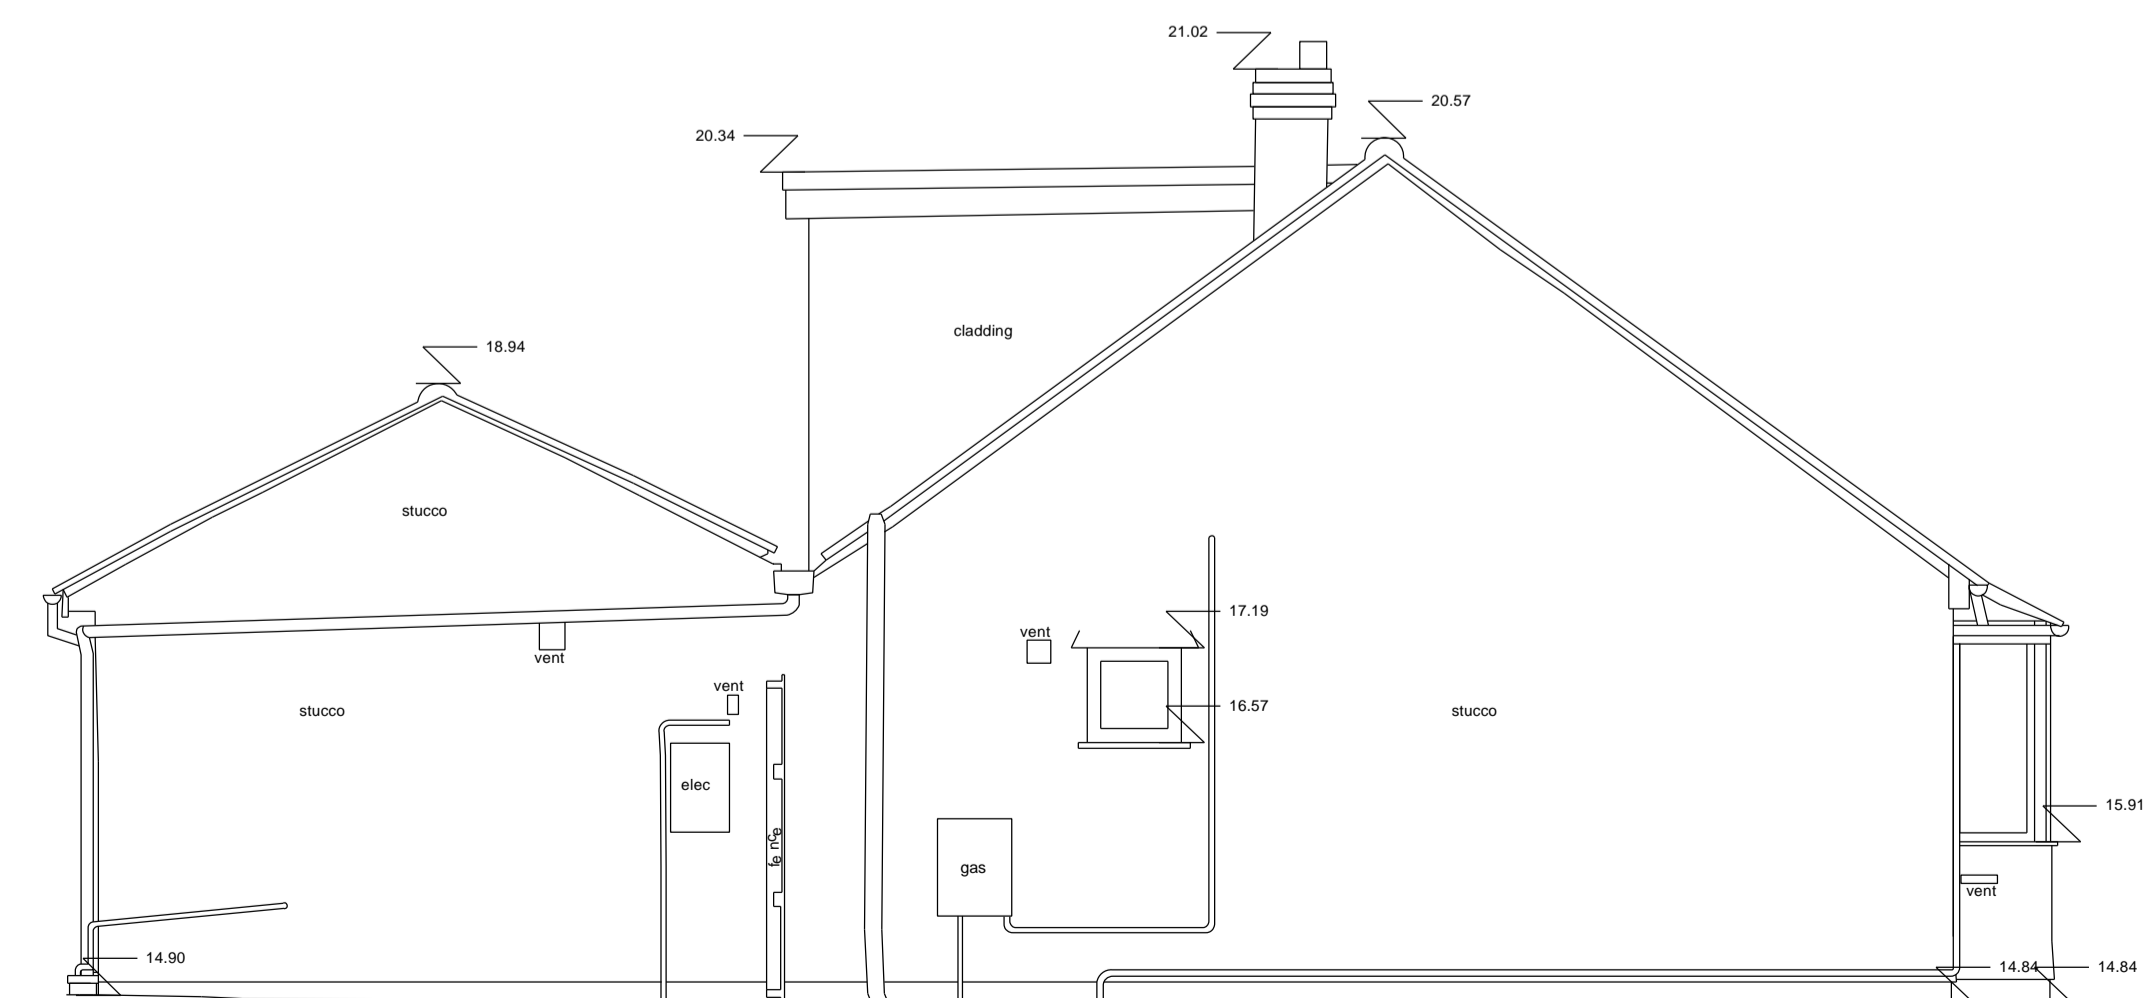 21.02
20.57
20.34
cladding
18.94
stucco
17.19
vent
vent
vent
16.57
stucco
stucco
elec
15.91
fence
gas
vent
14.90
14.84
14.84